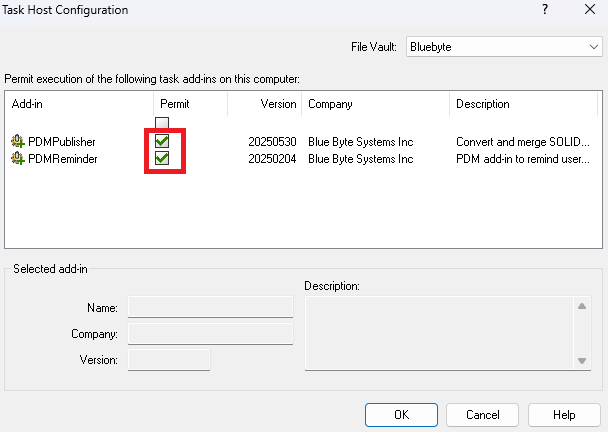 Task Host Configuration ?
File Vault: Bluebyte
Permit execution of the following task add-ins on this computer:
Add-in Permit Version Company Description
PDMPublisher 20250530 Blue Byte Systems Inc Convert and merge SOLID...
PDMReminder 20250204 Blue Byte Systems Inc PDM add-in to remind user...
Selected add-in
Description:
Name:
Company:
Version:
OK Cancel Help